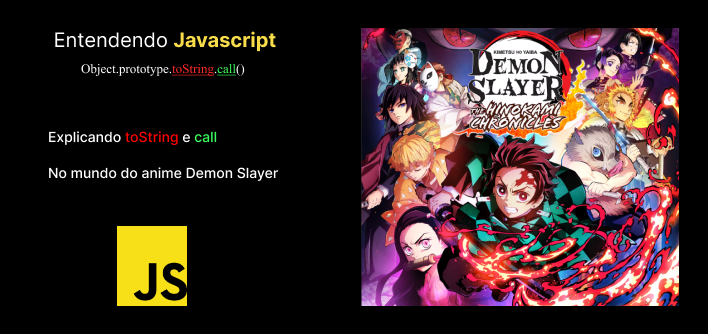 Entendendo Javascript
Object.prototype.toString.call()
Explicando toString e call
No mundo do anime Demon Slayer
JS
KIMETSU NO YAIBA
DEMON
SLAYER
THE HINOKAMI
CHRONICLES